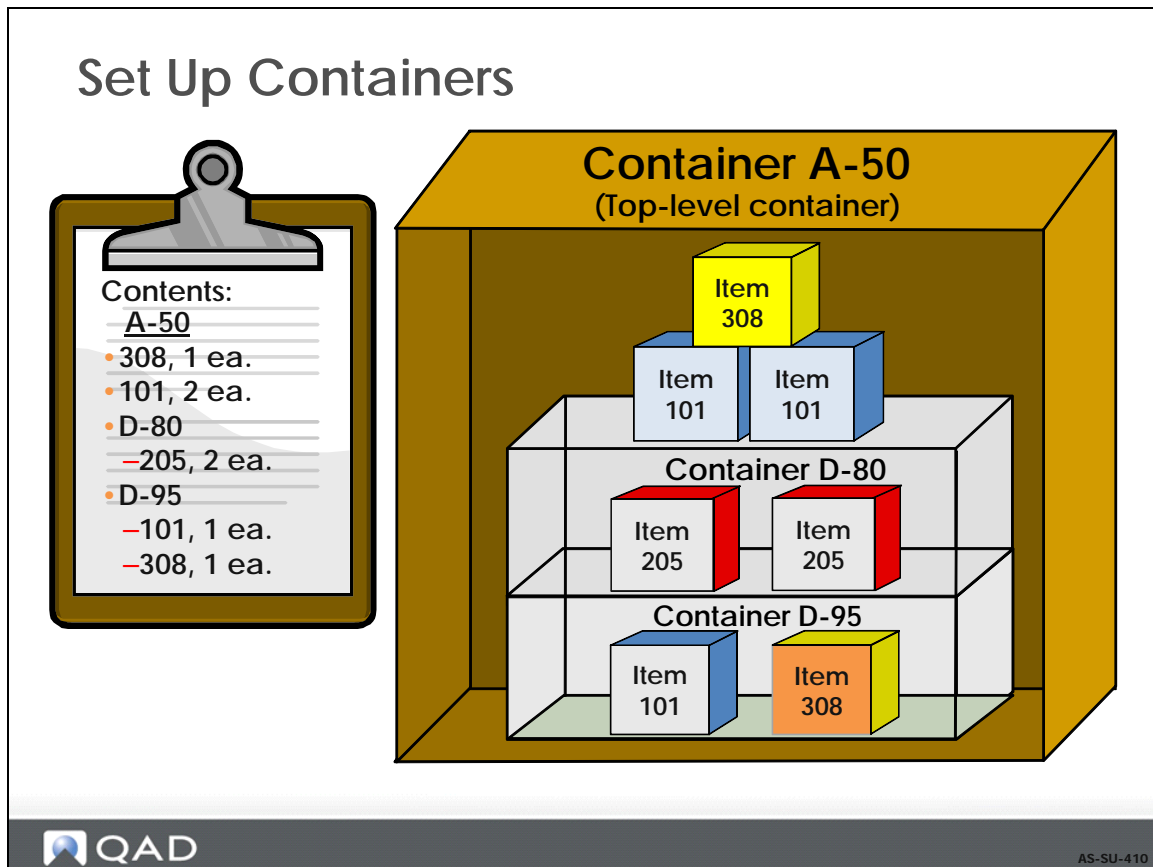 Set Up Containers
Contents:
A-50
•308, 1 ea.
•101, 2 ea.
•D-80
–205, 2 ea.
•D-95
–101, 1 ea.
–308, 1 ea.
Container A-50
(Top-level container)
Item
308
Item
101
Item
101
Container D-80
Item
205
Item
205
Container D-95
Item
101
Item
308
QAD
AS-SU-410